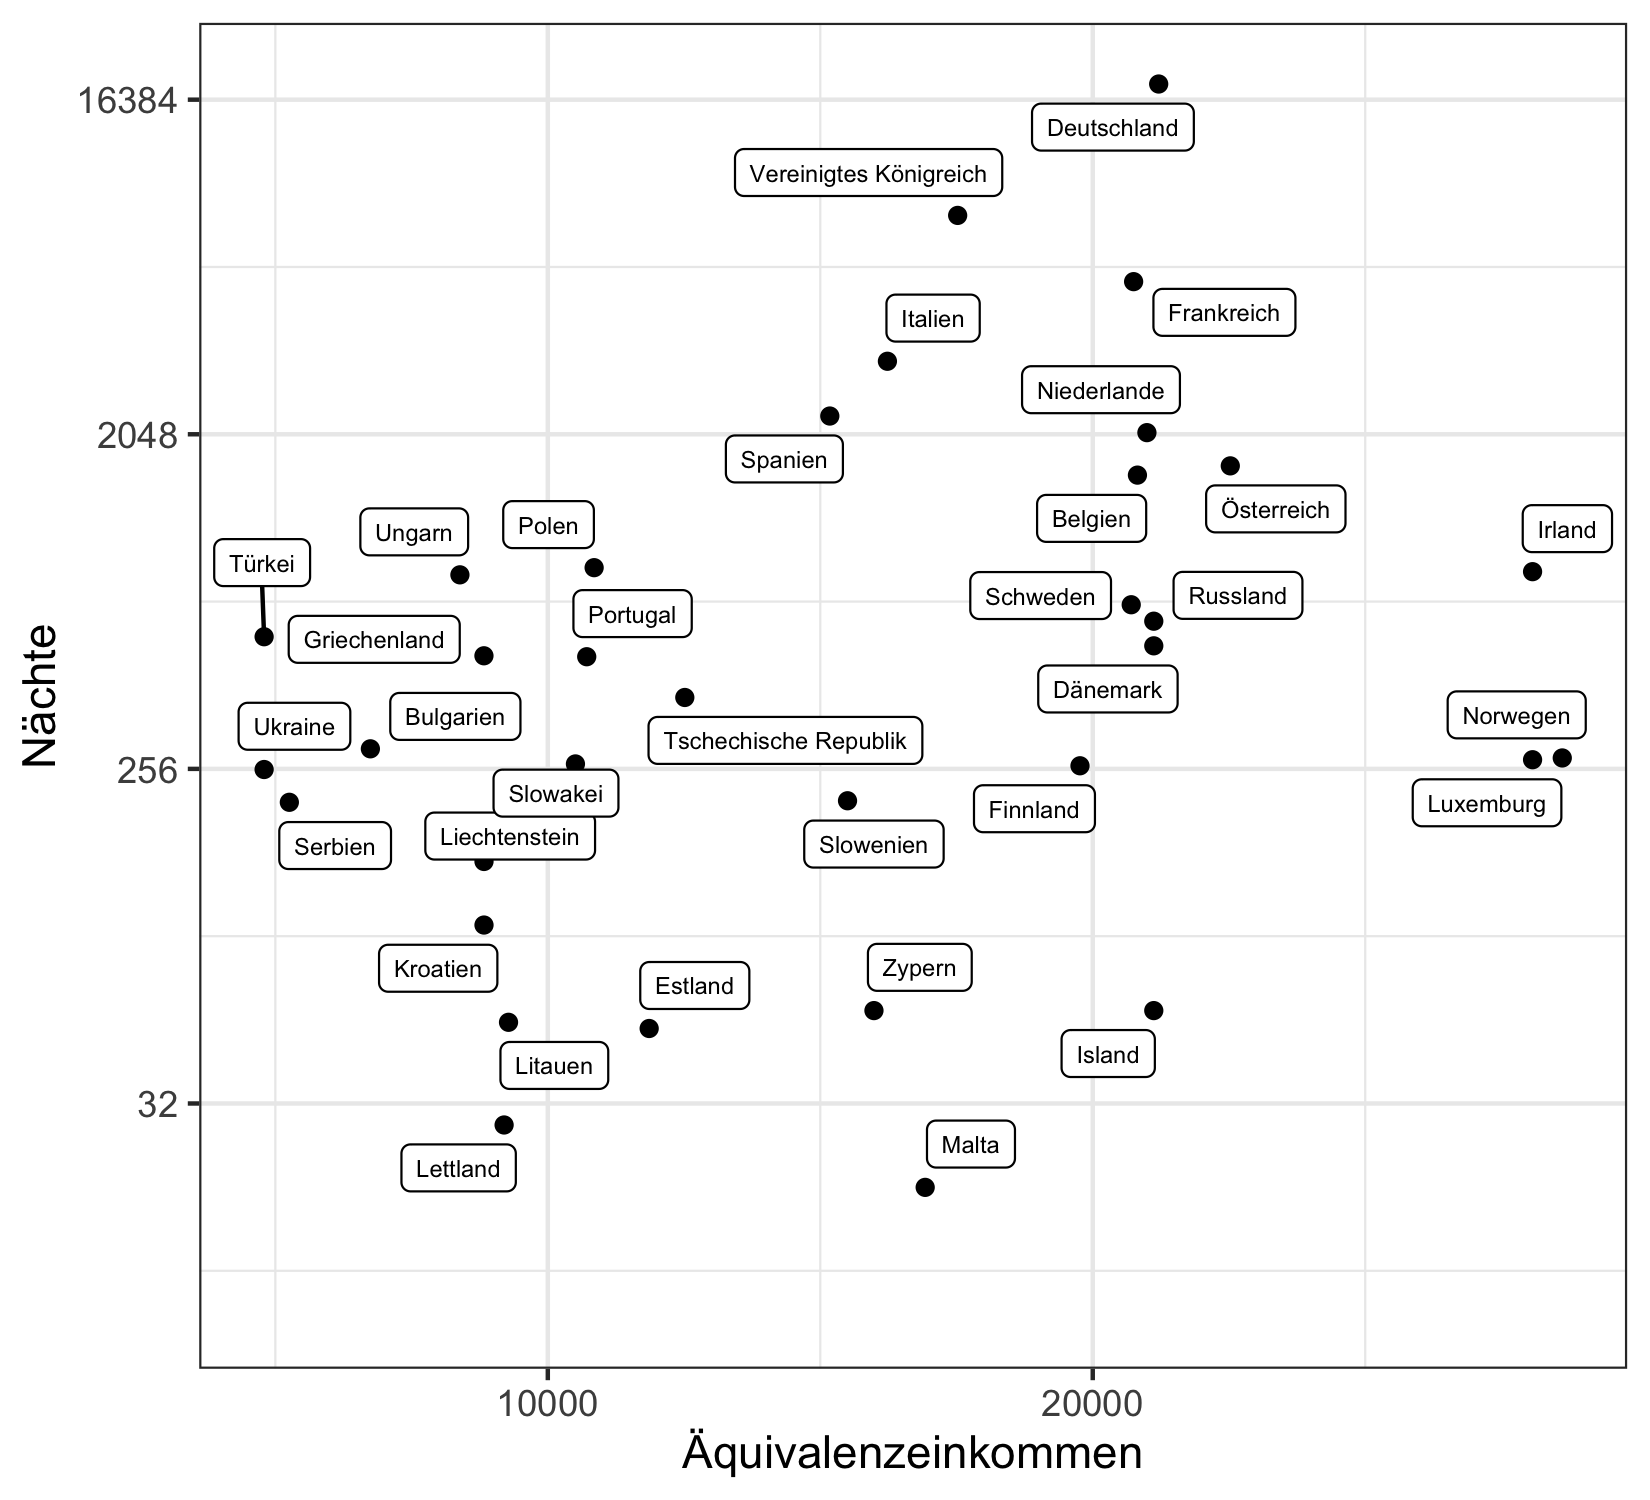 16384
Deutschland
Vereinigtes Königreich
Frankreich
Italien
Niederlande
2048
Spanien
Österreich
Belgien
Irland
Polen
Ungarn
Türkei
Schweden
Russland
Portugal
Griechenland
Dänemark
Nächte
Norwegen
Bulgarien
Ukraine
Tschechische Republik
256
Slowakei
Luxemburg
Finnland
Liechtenstein
Slowenien
Serbien
Zypern
Kroatien
Estland
Island
Litauen
32
Malta
Lettland
10000
20000
Äquivalenzeinkommen